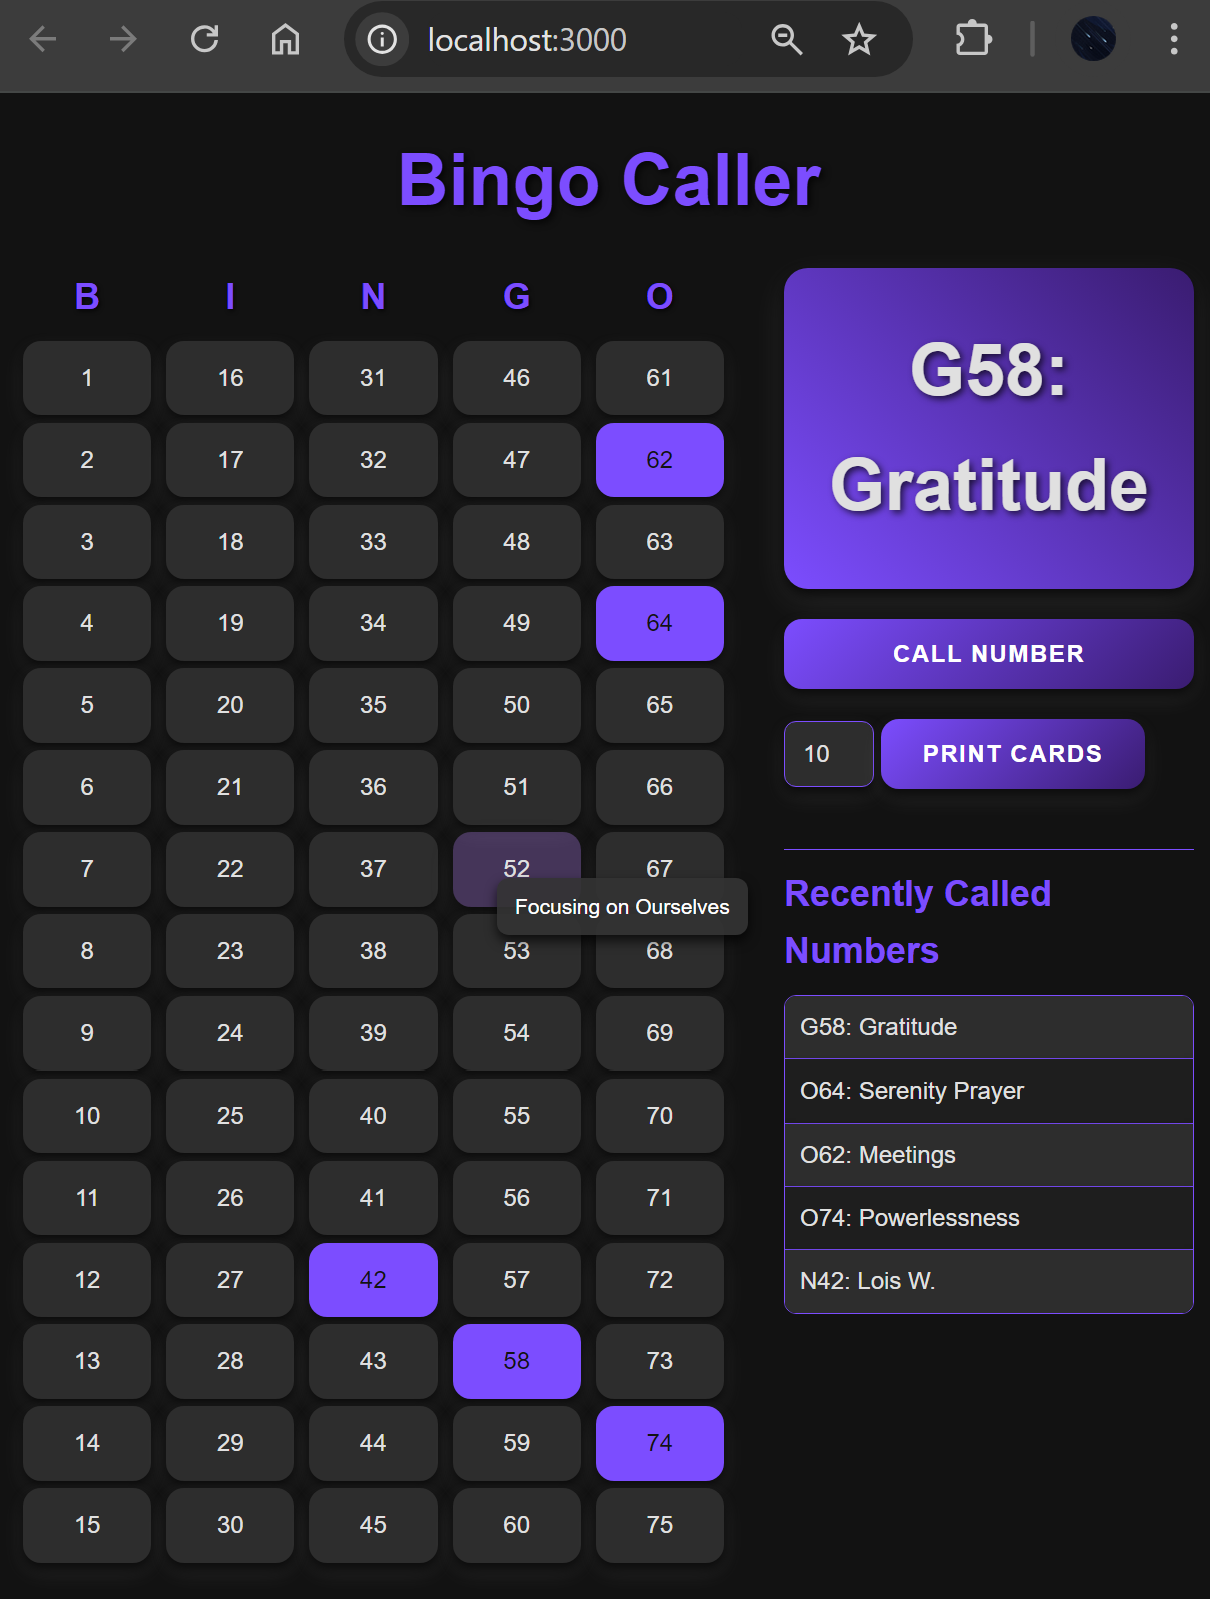 localhost:3000
Bingo Caller
B I N G O
1 16 31 46 61
2 17 32 47 62
3 18 33 48 63
4 19 34 49 64
5 20 35 50 65
6 21 36 51 66
7 22 37 52 67
Focusing on Ourselves
8 23 38 53 68
9 24 39 54 69
10 25 40 55 70
11 26 41 56 71
12 27 42 57 72
13 28 43 58 73
14 29 44 59 74
15 30 45 60 75
G58:
Gratitude
CALL NUMBER
10 PRINT CARDS
Recently Called
Numbers
G58: Gratitude
O64: Serenity Prayer
O62: Meetings
O74: Powerlessness
N42: Lois W.